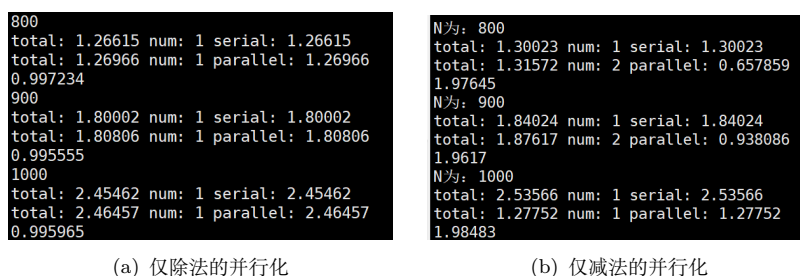 800
total: 1.26615 num: 1 serial: 1.26615
total: 1.26966 num: 1 parallel: 1.26966
0.997234
900
total: 1.80002 num: 1 serial: 1.80002
total: 1.80806 num: 1 parallel: 1.80806
0.995555
1000
total: 2.45462 num: 1 serial: 2.45462
total: 2.46457 num: 1 parallel: 2.46457
0.995965
(a) 仅除法的并行化
N为: 800
total: 1.30023 num: 1 serial: 1.30023
total: 1.31572 num: 2 parallel: 0.657859
1.97645
N为: 900
total: 1.84024 num: 1 serial: 1.84024
total: 1.87617 num: 2 parallel: 0.938086
1.9617
N为: 1000
total: 2.53566 num: 1 serial: 2.53566
total: 1.27752 num: 1 parallel: 1.27752
1.98483
(b) 仅减法的并行化